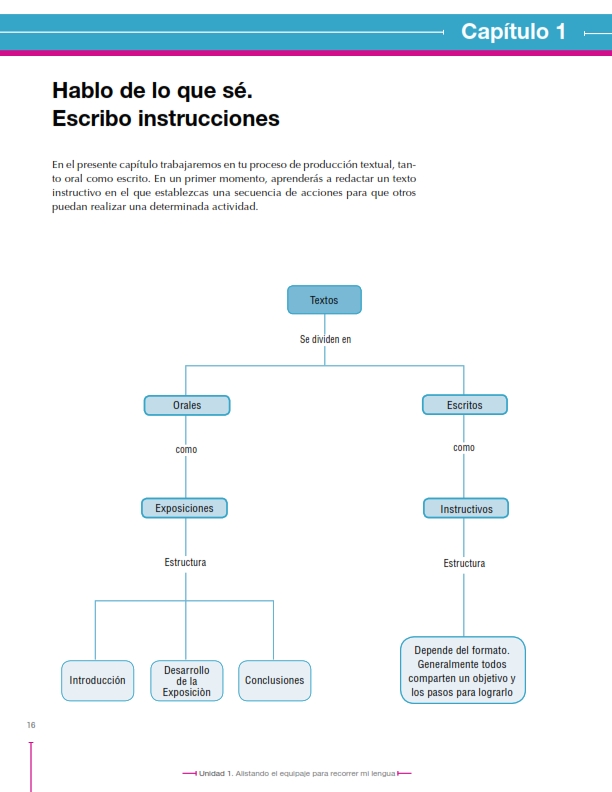 Capítulo 1
Hablo de lo que sé.
Escribo instrucciones
En el presente capítulo trabajaremos en tu proceso de producción textual, tan-
to oral como escrito. En un primer momento, aprenderás a redactar un texto
instructivo en el que establezcas una secuencia de acciones para que otros
puedan realizar una determinada actividad.
Textos
Se dividen en
Orales
Escritos
como
como
Exposiciones
Instructivos
Estructura
Estructura
Introducción
Desarrollo
de la
Exposiciòn
Conclusiones
Depende del formato.
Generalmente todos
comparten un objetivo y
los pasos para lograrlo
16
Unidad 1. Alistando el equipaje para recorrer mi lengua